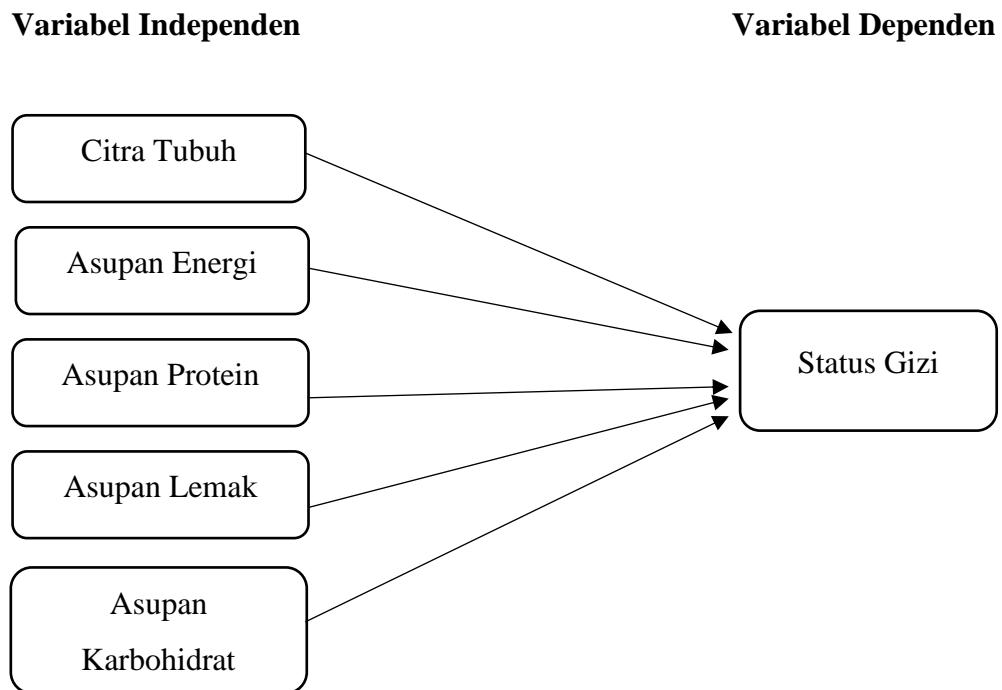 Variabel Independen
Variabel Dependen
Citra Tubuh
Asupan Energi
Asupan Protein
Asupan Lemak
Asupan
Karbohidrat
Status Gizi